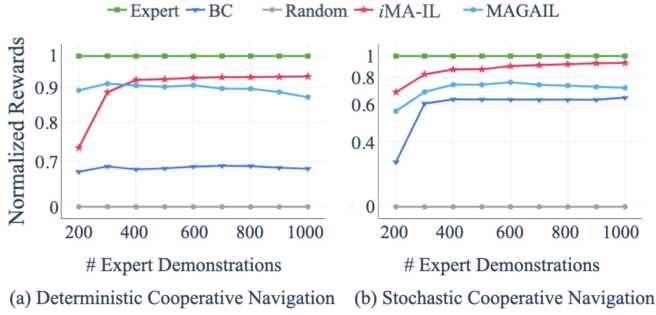 Expert BC Random iMA-IL MAGAIL
Normalized Rewards
1
0.9
0.8
0.7
0
200 400 600 800 1000
# Expert Demonstrations
(a) Deterministic Cooperative Navigation
1
0.8
0.6
0.4
0
200 400 600 800 1000
# Expert Demonstrations
(b) Stochastic Cooperative Navigation